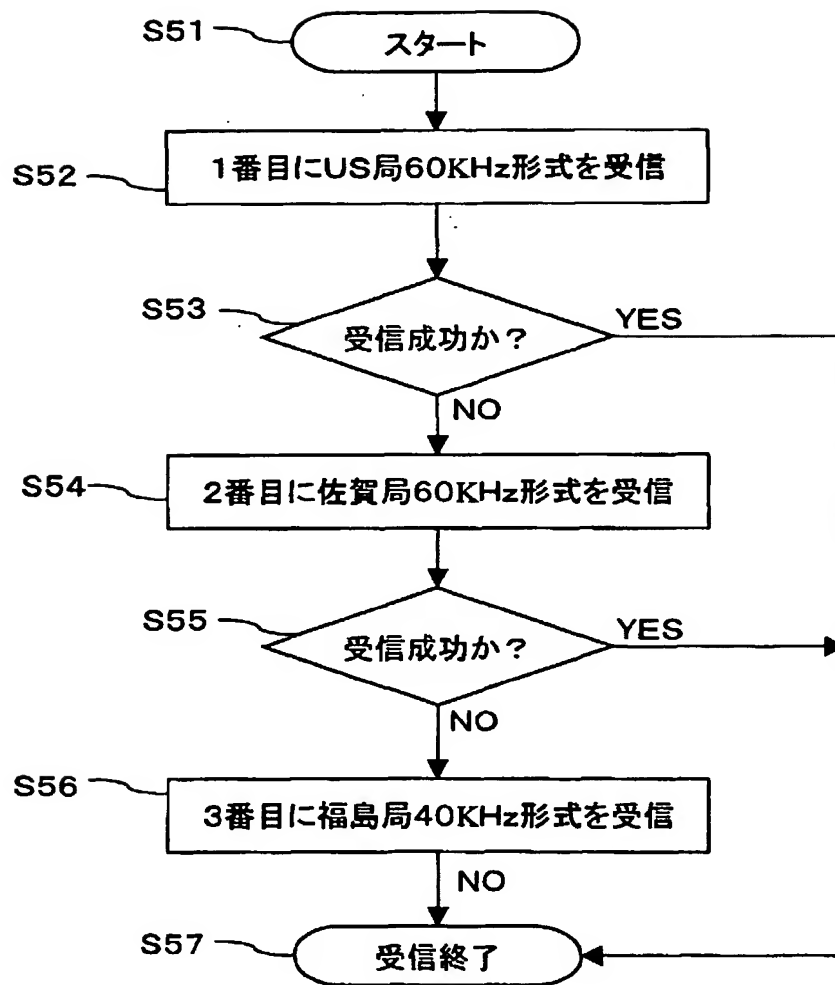 S51
スタート
S52
1番目にUS局60KHz形式を受信
S53
受信成功か?
YES
NO
S54
2番目に佐賀局60KHz形式を受信
S55
受信成功か?
YES
NO
S56
3番目に福島局40KHz形式を受信
NO
S57
受信終了